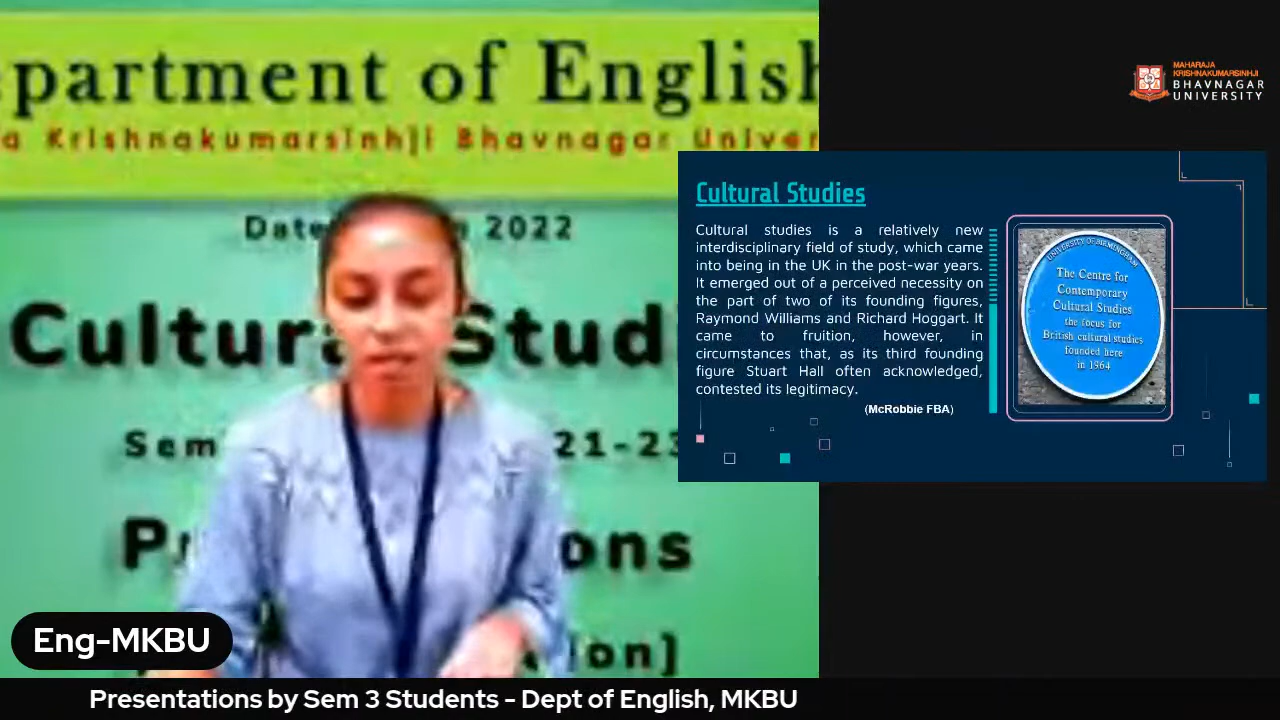 epartment of English
a Krishnakumarsinhji Bhavnagar Univer
Date 2022
Cultura Stud
Sem 21-23
ons
ion]
Eng-MKBU
Presentations by Sem 3 Students - Dept of English, MKBU
MAHARAJA
KRISHNAKUMARSINHJI
BHAVNAGAR
UNIVERSITY
Cultural Studies
Cultural studies is a relatively new
interdisciplinary field of study, which came
into being in the UK in the post-war years.
It emerged out of a perceived necessity on
the part of two of its founding figures,
Raymond Williams and Richard Hoggart. It
came to fruition, however, in
circumstances that, as its third founding
figure Stuart Hall often acknowledged,
contested its legitimacy.
(McRobbie FBA)
UNIVERSITY OF BIRMINGHAM
The Centre for
Contemporary
Cultural Studies
the focus for
British cultural studies
founded here
in 1964